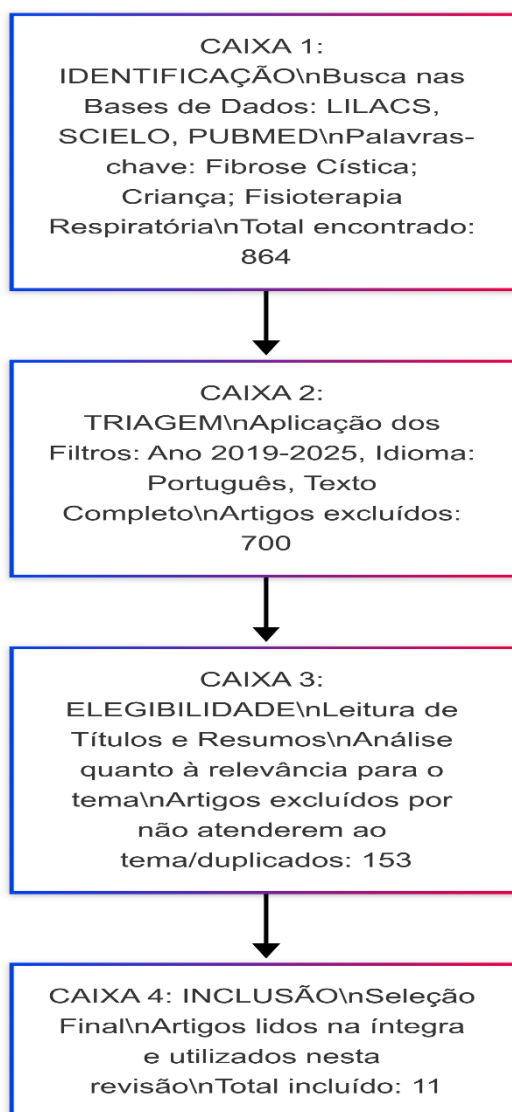 CAIXA 1:
IDENTIFICAÇÃO\nBusca nas
Bases de Dados: LILACS,
SCIELO, PUBMED\nPalavras-
chave: Fibrose Cística;
Criança; Fisioterapia
Respiratória\nTotal encontrado:
864
CAIXA 2:
TRIAGEM\nAplicação dos
Filtros: Ano 2019-2025, Idioma:
Português, Texto
Completo\nArtigos excluídos:
700
CAIXA 3:
ELEGIBILIDADE\nLeitura de
Títulos e Resumos\nAnálise
quanto à relevância para o
tema\nArtigos excluídos por
não atenderem ao
tema/duplicados: 153
CAIXA 4: INCLUSÃO\nSeleção
Final\nArtigos lidos na íntegra
e utilizados nesta
revisão\nTotal incluído: 11